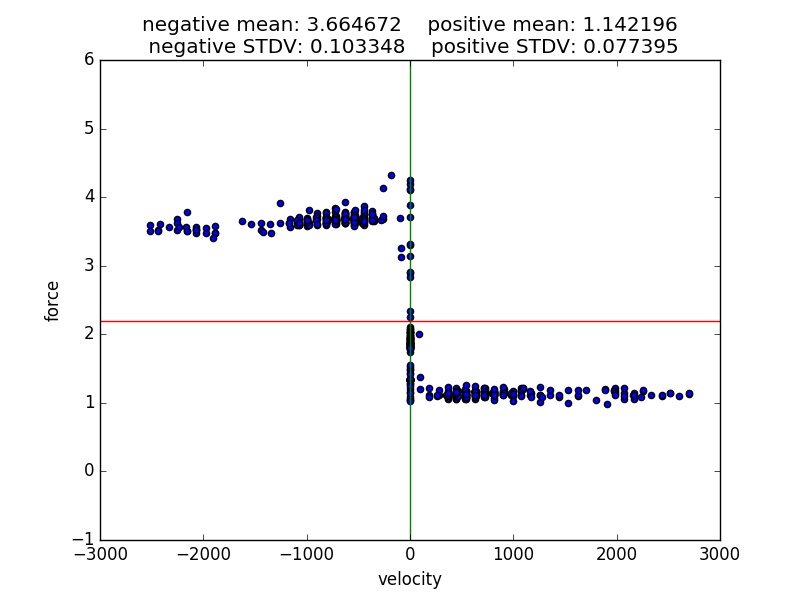 negative mean: 3.664672    positive mean: 1.142196
negative STDV: 0.103348    positive STDV: 0.077395
6
5
4
3
2
1
0
−1
force
−3000 −2000 −1000 0 1000 2000 3000
velocity